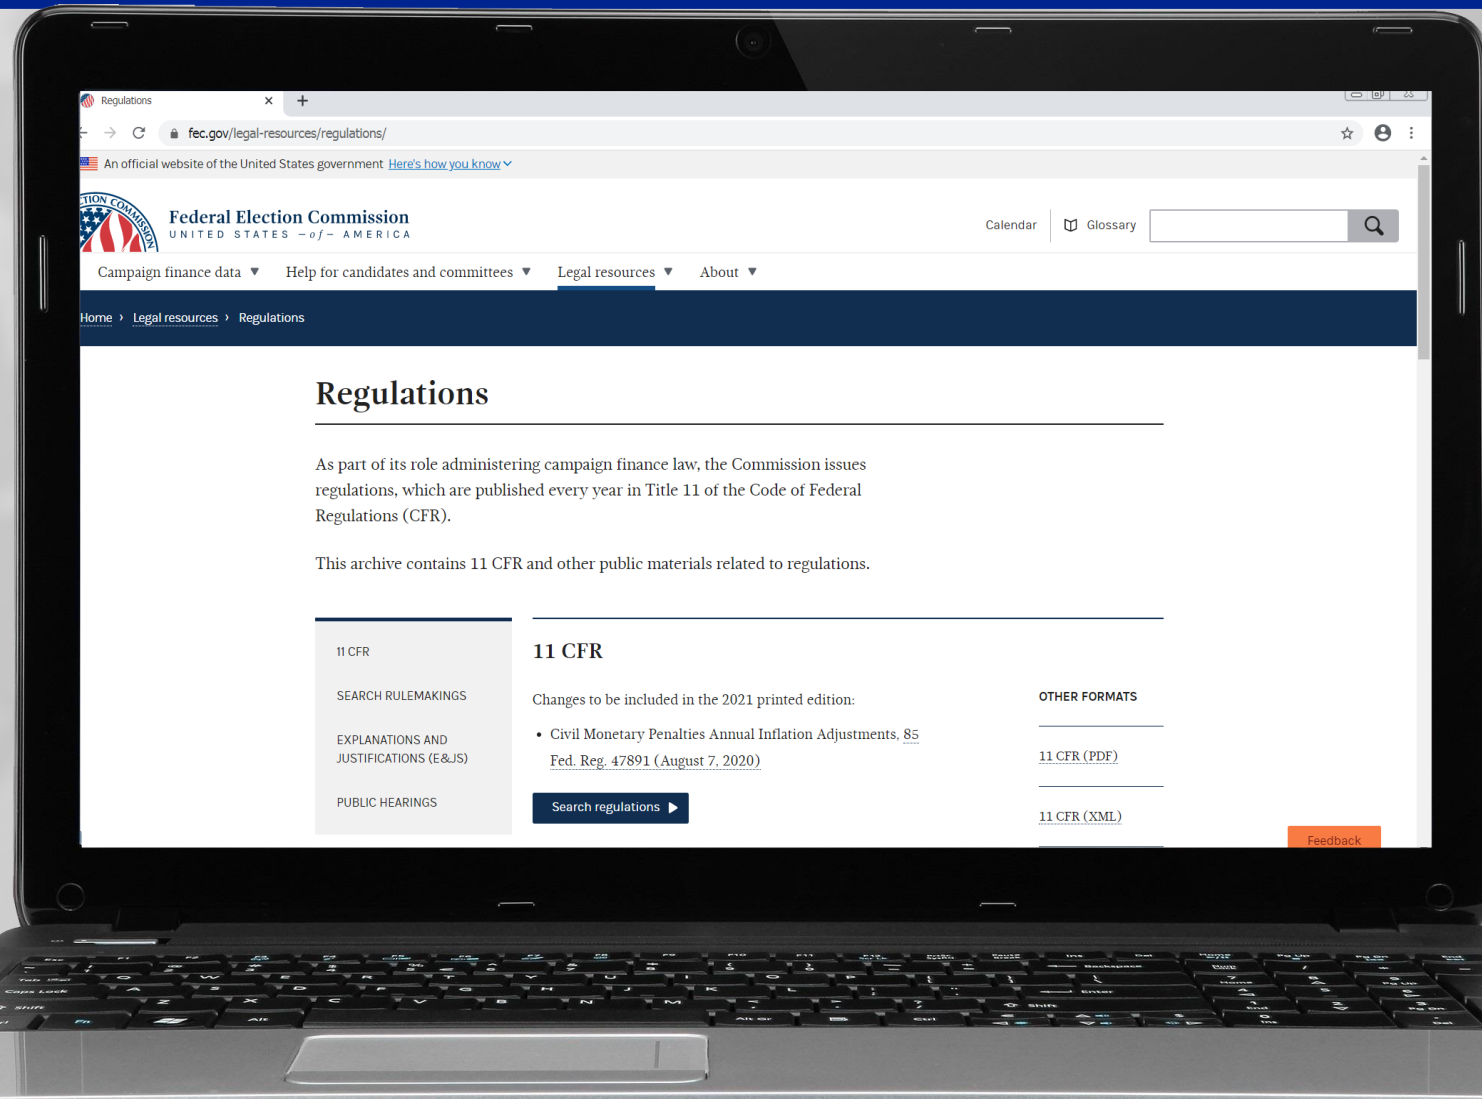 Regulations
fec.gov/legal-resources/regulations/
An official website of the United States government Here's how you know
Federal Election Commission
UNITED STATES -of- AMERICA
Calendar
Glossary
Campaign finance data
Help for candidates and committees
Legal resources
About
Home › Legal resources › Regulations
Regulations
As part of its role administering campaign finance law, the Commission issues
regulations, which are published every year in Title 11 of the Code of Federal
Regulations (CFR).
This archive contains 11 CFR and other public materials related to regulations.
11 CFR
SEARCH RULEMAKINGS
EXPLANATIONS AND
JUSTIFICATIONS (E&JS)
PUBLIC HEARINGS
11 CFR
Changes to be included in the 2021 printed edition:
• Civil Monetary Penalties Annual Inflation Adjustments, 85
Fed. Reg. 47891 (August 7, 2020)
Search regulations
OTHER FORMATS
11 CFR (PDF)
11 CFR (XML)
Feedback